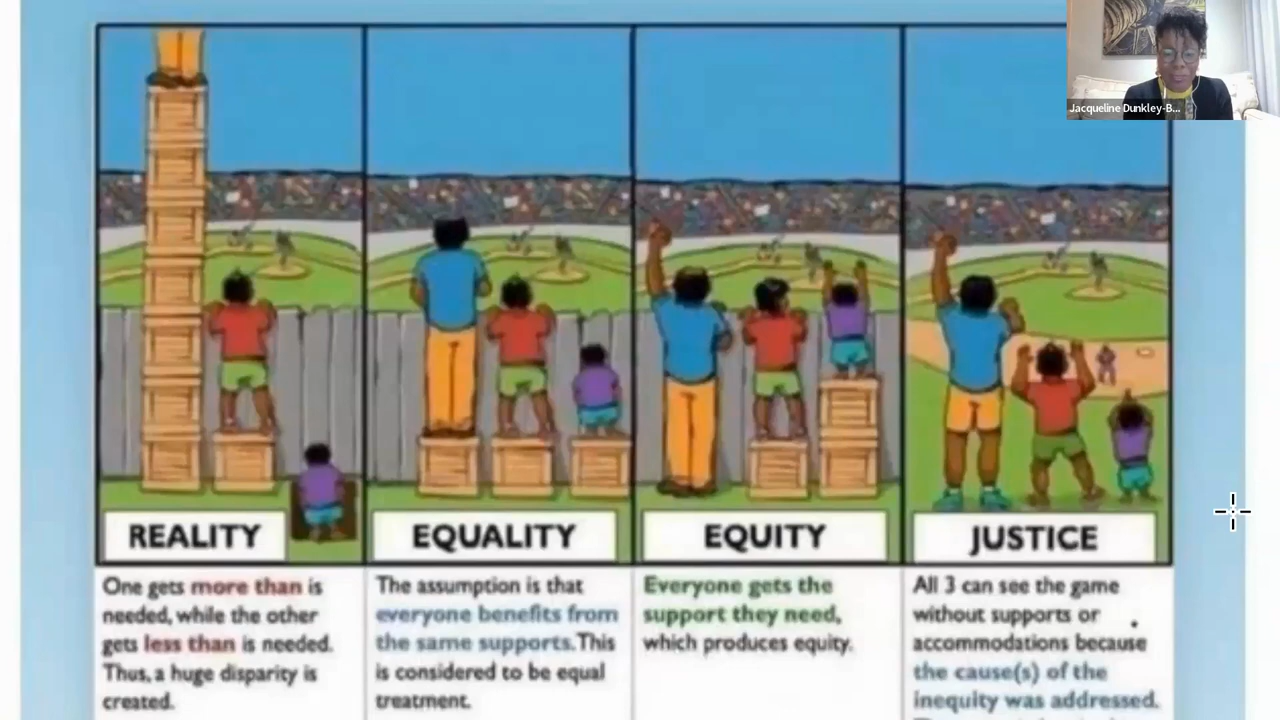 Jacqueline Dunkley-B...
REALITY
EQUALITY
EQUITY
JUSTICE
One gets more than is
needed, while the other
gets less than is needed.
Thus, a huge disparity is
created.
The assumption is that
everyone benefits from
the same supports. This
is considered to be equal
treatment.
Everyone gets the
support they need,
which produces equity.
All 3 can see the game
without supports or
accommodations because
the cause(s) of the
inequity was addressed.